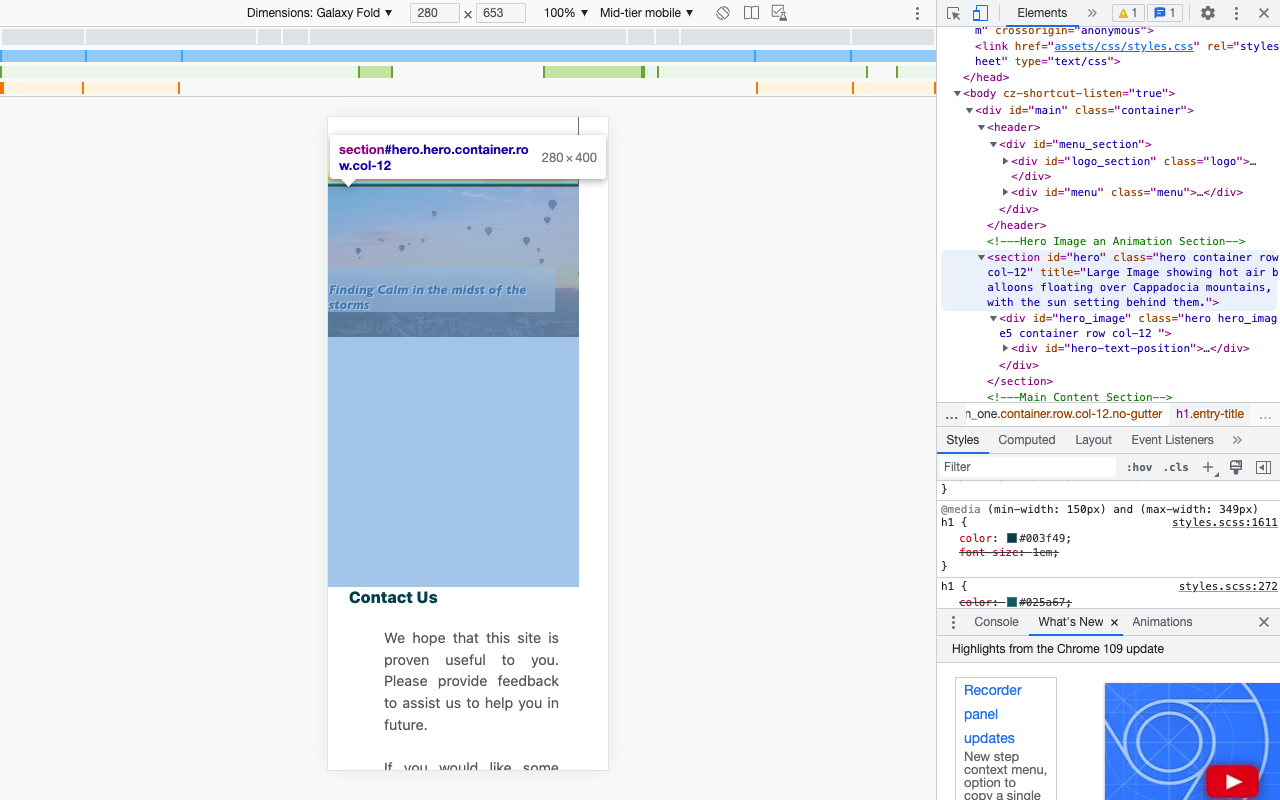 Dimensions: Galaxy Fold ▼ 280 × 653 100% ▼ Mid-tier mobile ▼
section#hero.hero.container.ro
w.col-12
280 × 400
Finding Calm in the midst of the
storms
Contact Us
We hope that this site is
proven useful to you.
Please provide feedback
to assist us to help you in
future.
If you would like some
Elements » 1 1
m" crossorigin="anonymous">
<link href="assets/css/styles.css" rel="styles
heet" type="text/css">
</head>
<body cz-shortcut-listen="true">
<div id="main" class="container">
<header>
<div id="menu_section">
<div id="logo_section" class="logo">…
</div>
<div id="menu" class="menu">…</div>
</div>
</header>
<!---Hero Image an Animation Section-->
<section id="hero" class="hero container row
col-12" title="Large Image showing hot air b
alloons floating over Cappadocia mountains,
with the sun setting behind them.">
<div id="hero_image" class="hero hero_imag
e5 container row col-12 ">
<div id="hero-text-position">…</div>
</div>
</section>
<!---Main Content Section-->
… n_one.container.row.col-12.no-gutter h1.entry-title …
Styles Computed Layout Event Listeners »
Filter :hov .cls +
}
@media (min-width: 150px) and (max-width: 349px)
h1 { styles.scss:1611
color: #003f49;
font-size: 1em;
}
h1 { styles.scss:272
color: #025a67;
Console What's New × Animations
Highlights from the Chrome 109 update
Recorder
panel
updates
New step
context menu,
option to
copy a single